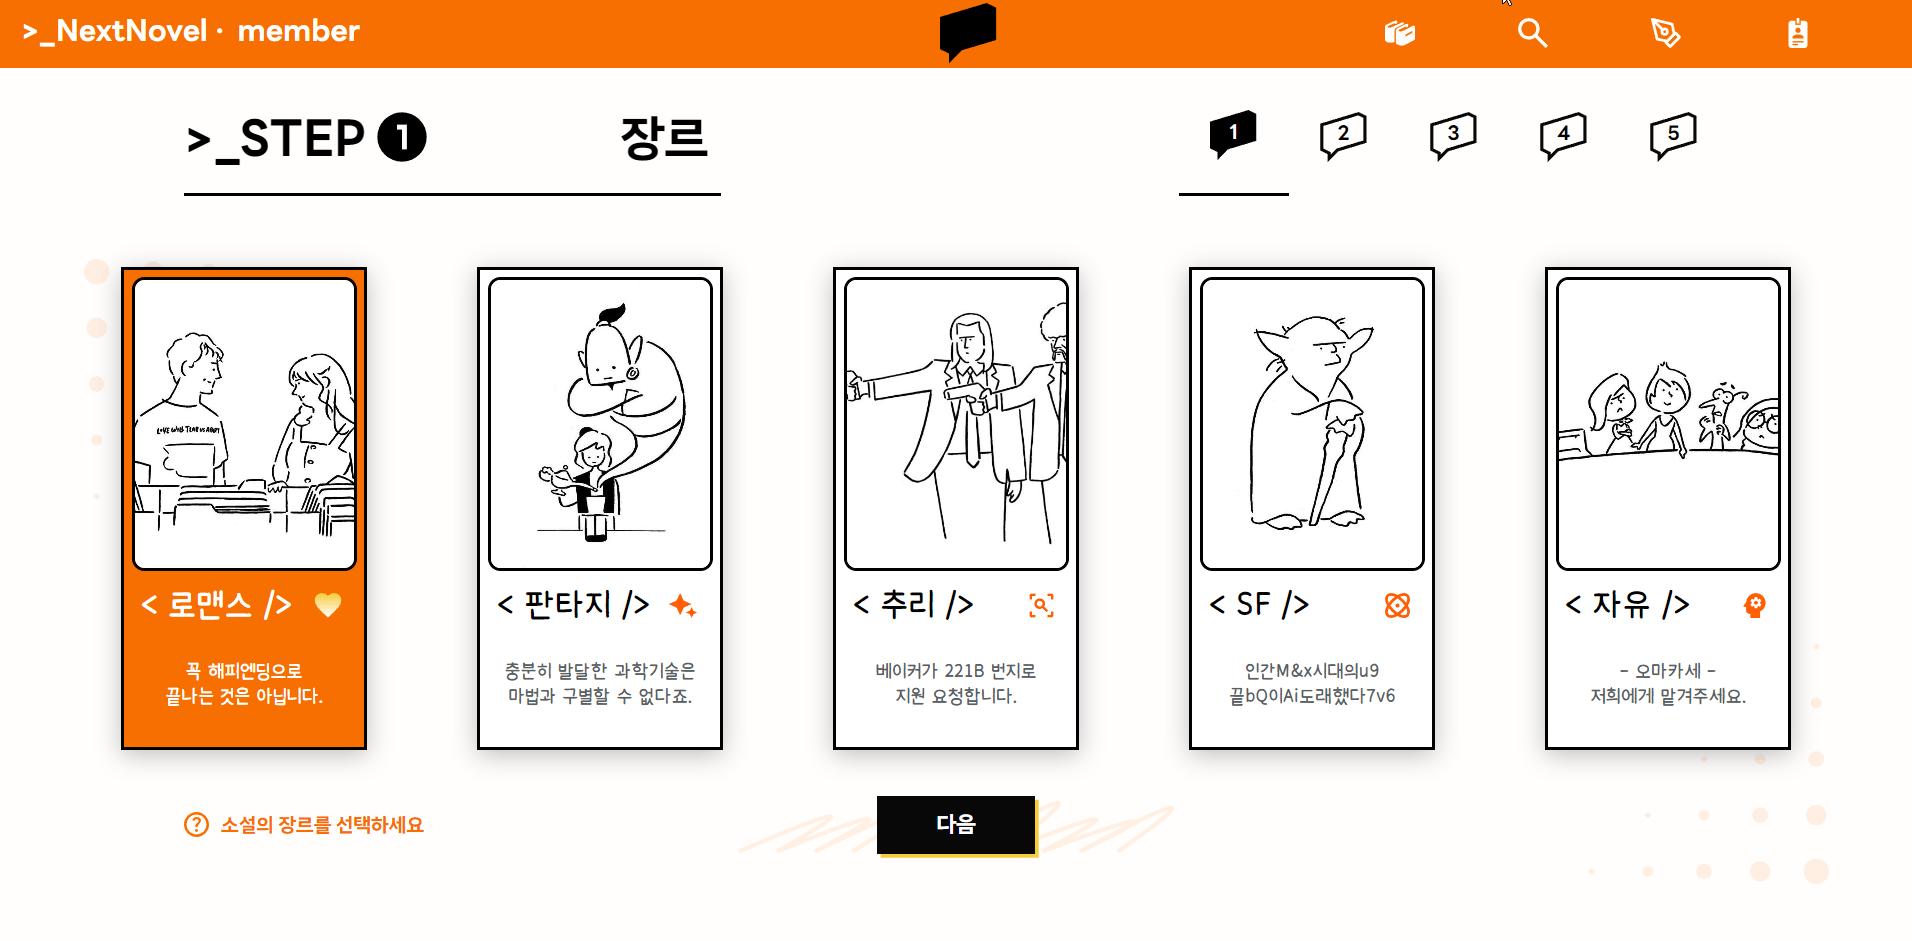 >_NextNovel · member
>_STEP 1
장르
1
2
3
4
5
< 로맨스 />
꼭 해피엔딩으로
끝나는 것은 아닙니다.
< 판타지 />
충분히 발달한 과학기술은
마법과 구별할 수 없다죠.
< 추리 />
베이커가 221B 번지로
지원 요청합니다.
< SF />
인간M&x시대의u9
끝bQ이Ai도래했다7v6
< 자유 />
- 오마카세 -
저희에게 맡겨주세요.
? 소설의 장르를 선택하세요
다음